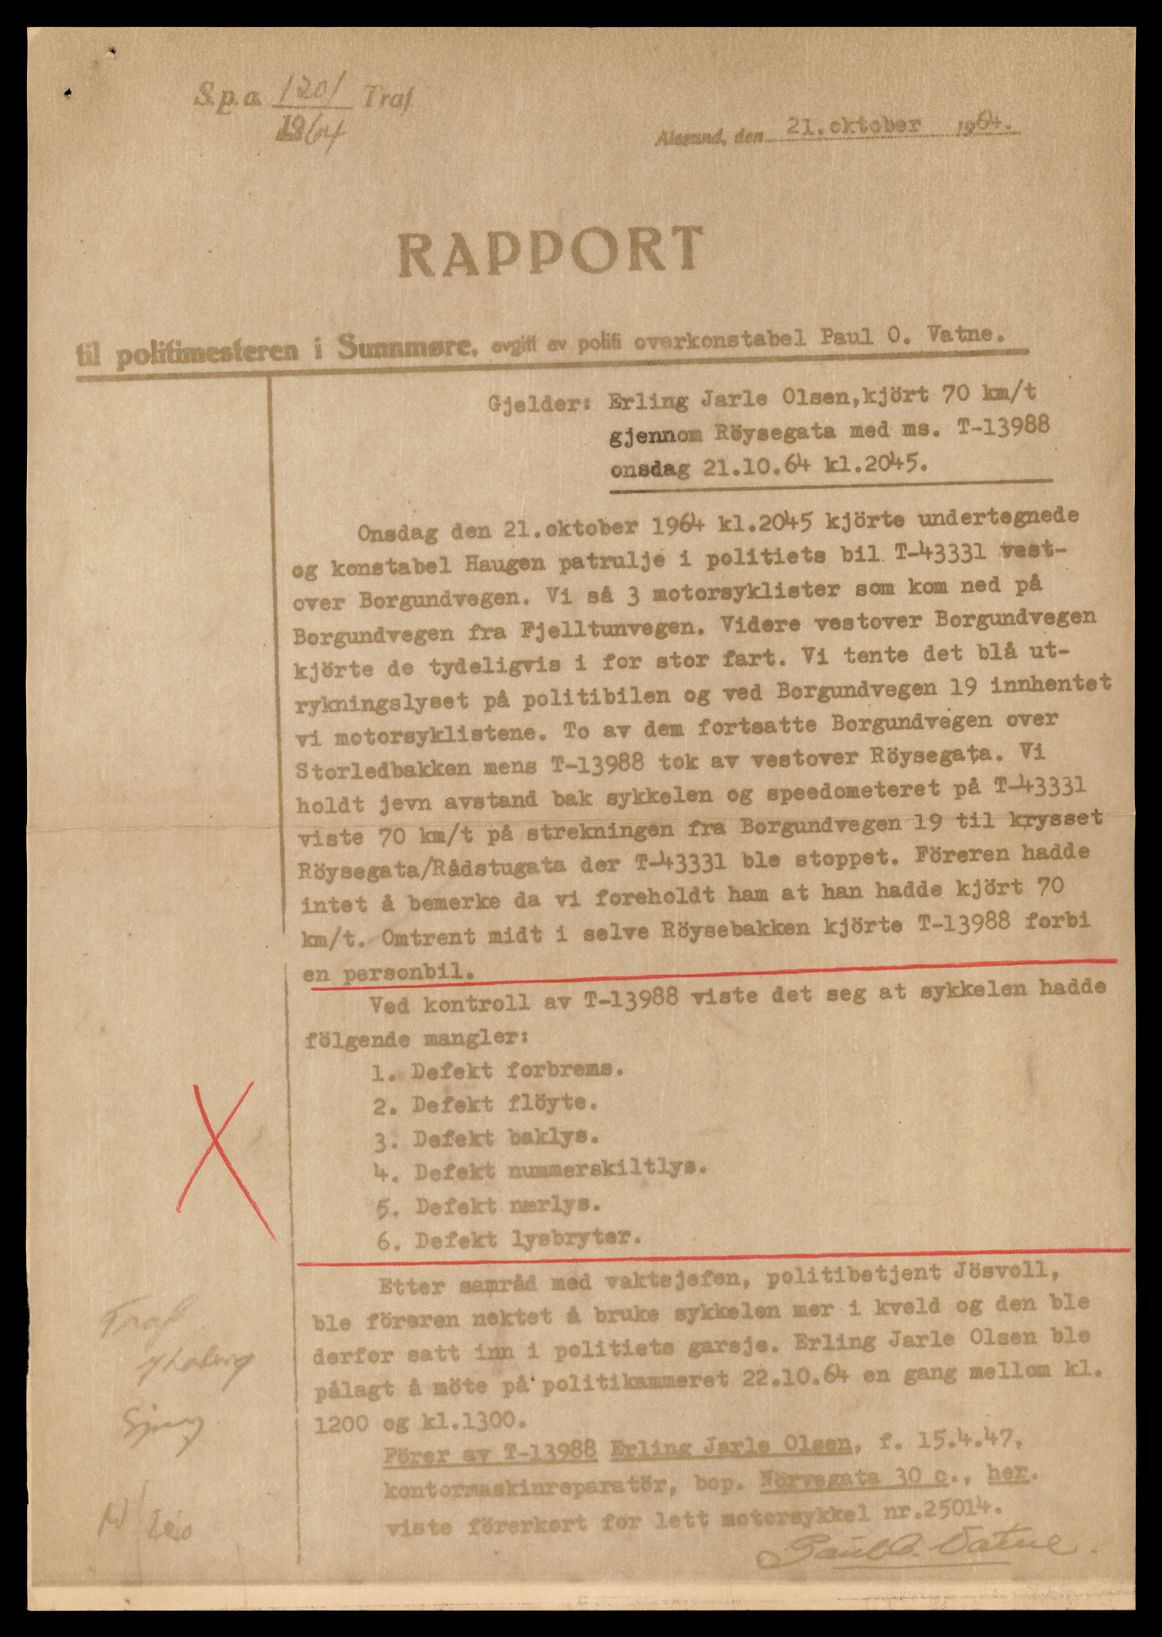 S.p.a. 1201 Traf.
1964
Alesund, den 21.oktober 1964.
RAPPORT
til politimesteren i Sunnmøre, avgitt av politi overkonstabel Paul O. Vatne.
Gjelder: Erling Jarle Olsen,kjört 70 km/t
gjennom Röysegata med ms. T-13988
onsdag 21.10.64 kl.2045.
Onsdag den 21.oktober 1964 kl.2045 kjörte undertegnede
og konstabel Haugen patrulje i politiets bil T-43331 vest-
over Borgundvegen. Vi så 3 motorsyklister som kom ned på
Borgundvegen fra Fjelltunvegen. Videre vestover Borgundvegen
kjörte de tydeligvis i for stor fart. Vi tente det blå ut-
rykningslyset på politibilen og ved Borgundvegen 19 innhentet
vi motorsyklistene. To av dem fortsatte Borgundvegen over
Storledbakken mens T-13988 tok av vestover Röysegata. Vi
holdt jevn avstand bak sykkelen og speedometeret på T-43331
viste 70 km/t på strekningen fra Borgundvegen 19 til krysset
Röysegata/Rådstugata der T-43331 ble stoppet. Föreren hadde
intet å bemerke da vi foreholdt ham at han hadde kjört 70
km/t. Omtrent midt i selve Röysebakken kjörte T-13988 forbi
en personbil.
Ved kontroll av T-13988 viste det seg at sykkelen hadde
fölgende mangler:
1. Defekt forbrems.
2. Defekt flöyte.
3. Defekt baklys.
4. Defekt nummerskiltlys.
5. Defekt nærlys.
6. Defekt lysbryter.
Etter samråd med vaktsjefen, politibetjent Jösvoll,
ble föreren nektet å bruke sykkelen mer i kveld og den ble
derfor satt inn i politiets garsje. Erling Jarle Olsen ble
pålagt å möte på politikammeret 22.10.64 en gang mellom kl.
1200 og kl.1300.
Förer av T-13988 Erling Jarle Olsen, f. 15.4.47,
kontormaskinreparatör, bop. Nörvegata 30 c., her.
viste förerkort for lett motorsykkel nr.25014.
Paul O. Vatne.
Traf